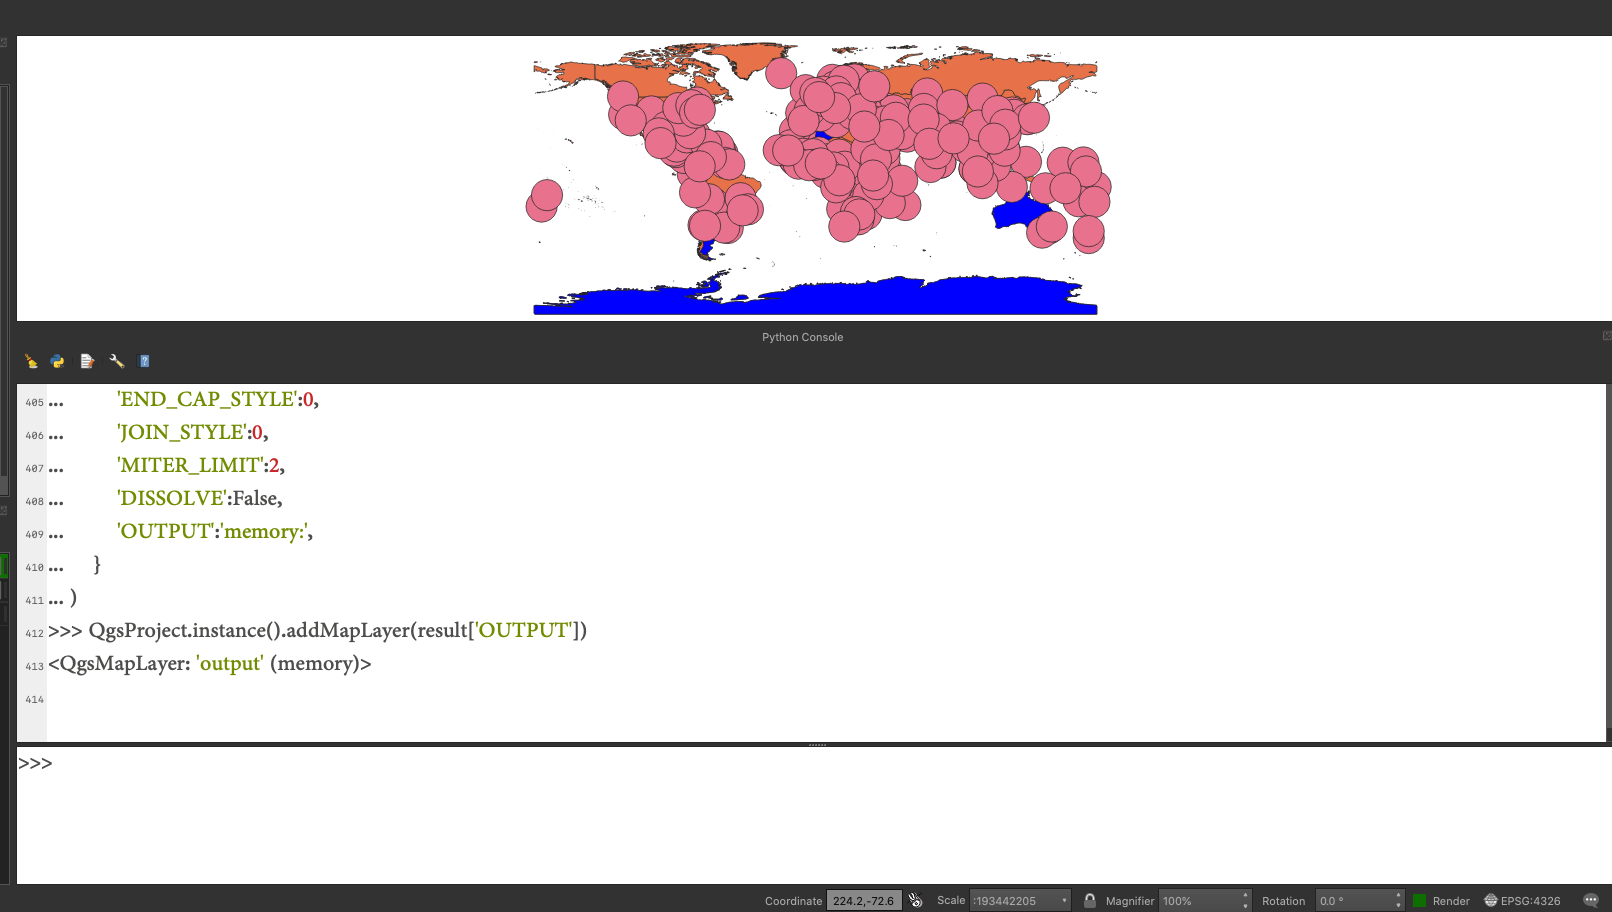 Python Console
405 ... 'END_CAP_STYLE':0,
406 ... 'JOIN_STYLE':0,
407 ... 'MITER_LIMIT':2,
408 ... 'DISSOLVE':False,
409 ... 'OUTPUT':'memory:',
410 ... }
411 ... )
412 >>> QgsProject.instance().addMapLayer(result['OUTPUT'])
413 <QgsMapLayer: 'output' (memory)>
414
>>>
Coordinate 224.2,-72.6 Scale :193442205 Magnifier 100% Rotation 0.0 ° Render EPSG:4326